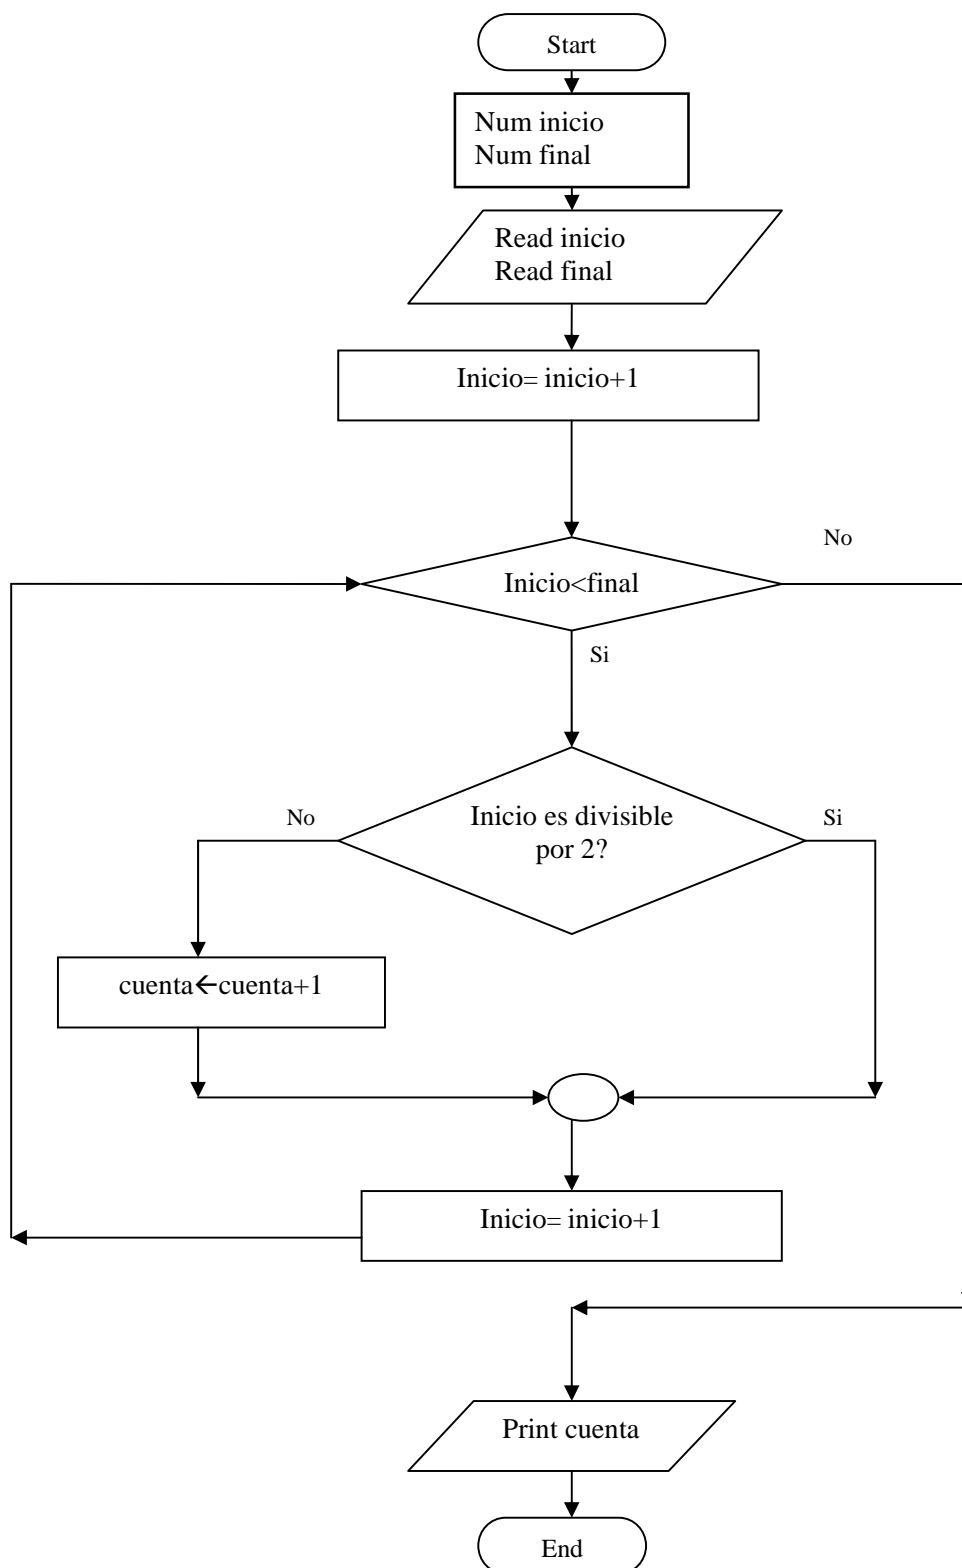 Start
Num inicio
Num final
Read inicio
Read final
Inicio= inicio+1
No
Inicio<final
Si
No
Inicio es divisible
por 2?
Si
cuenta←cuenta+1
Inicio= inicio+1
Print cuenta
End